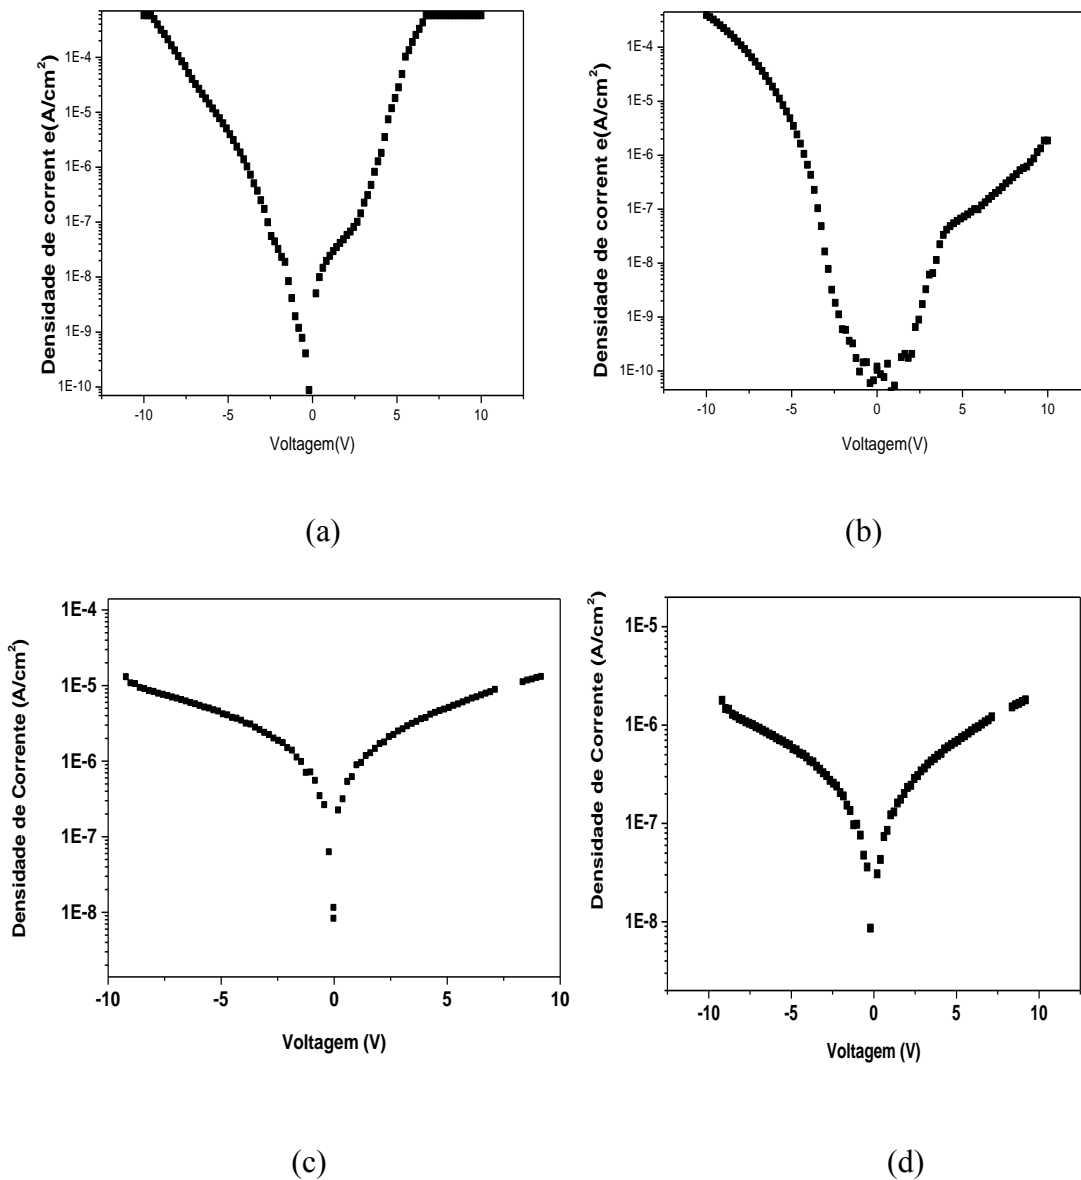 Densidade de corrent e(A/cm²)
1E-4
1E-5
1E-6
1E-7
1E-8
1E-9
1E-10
-10 -5 0 5 10
Voltagem(V)
(a)
Densidade de corrent e(A/cm²)
1E-4
1E-5
1E-6
1E-7
1E-8
1E-9
1E-10
-10 -5 0 5 10
Voltagem(V)
(b)
Densidade de Corrente (A/cm²)
1E-4
1E-5
1E-6
1E-7
1E-8
-10 -5 0 5 10
Voltagem (V)
(c)
Densidade de Corrente (A/cm²)
1E-5
1E-6
1E-7
1E-8
-10 -5 0 5 10
Voltagem (V)
(d)